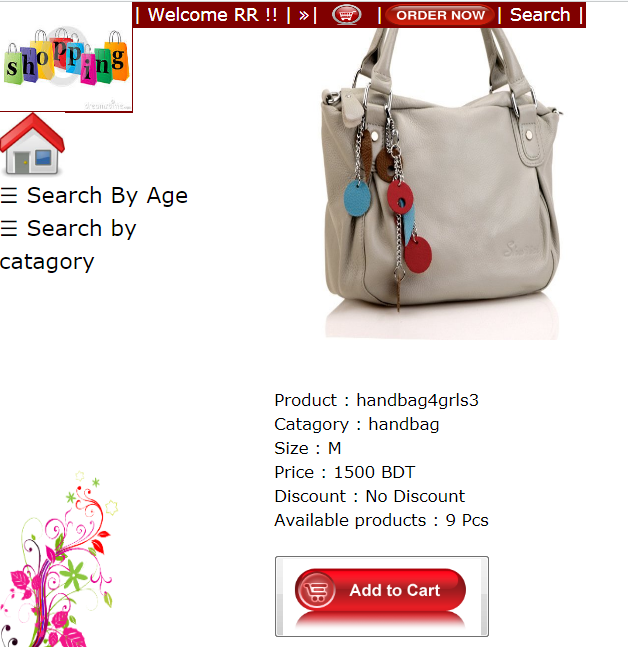 | Welcome RR !! | »| | ORDER NOW | Search |
shopping
☰ Search By Age
☰ Search by
catagory
Product : handbag4grls3
Catagory : handbag
Size : M
Price : 1500 BDT
Discount : No Discount
Available products : 9 Pcs
Add to Cart